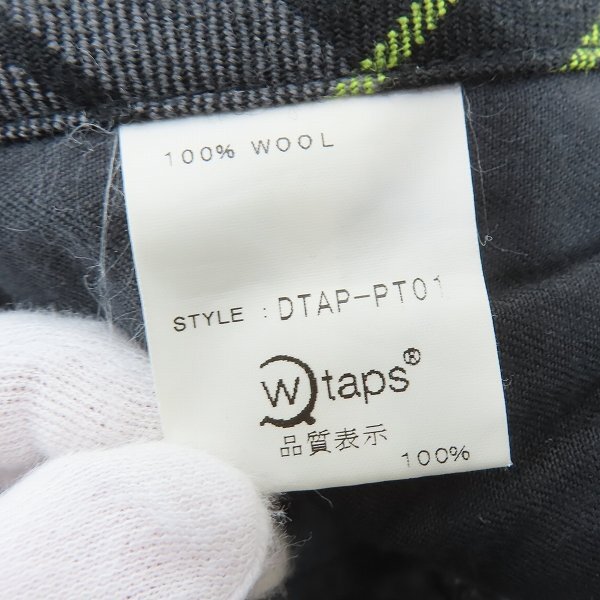 100% WOOL
STYLE : DTAP-PT01
Wtaps®
品質表示
100%